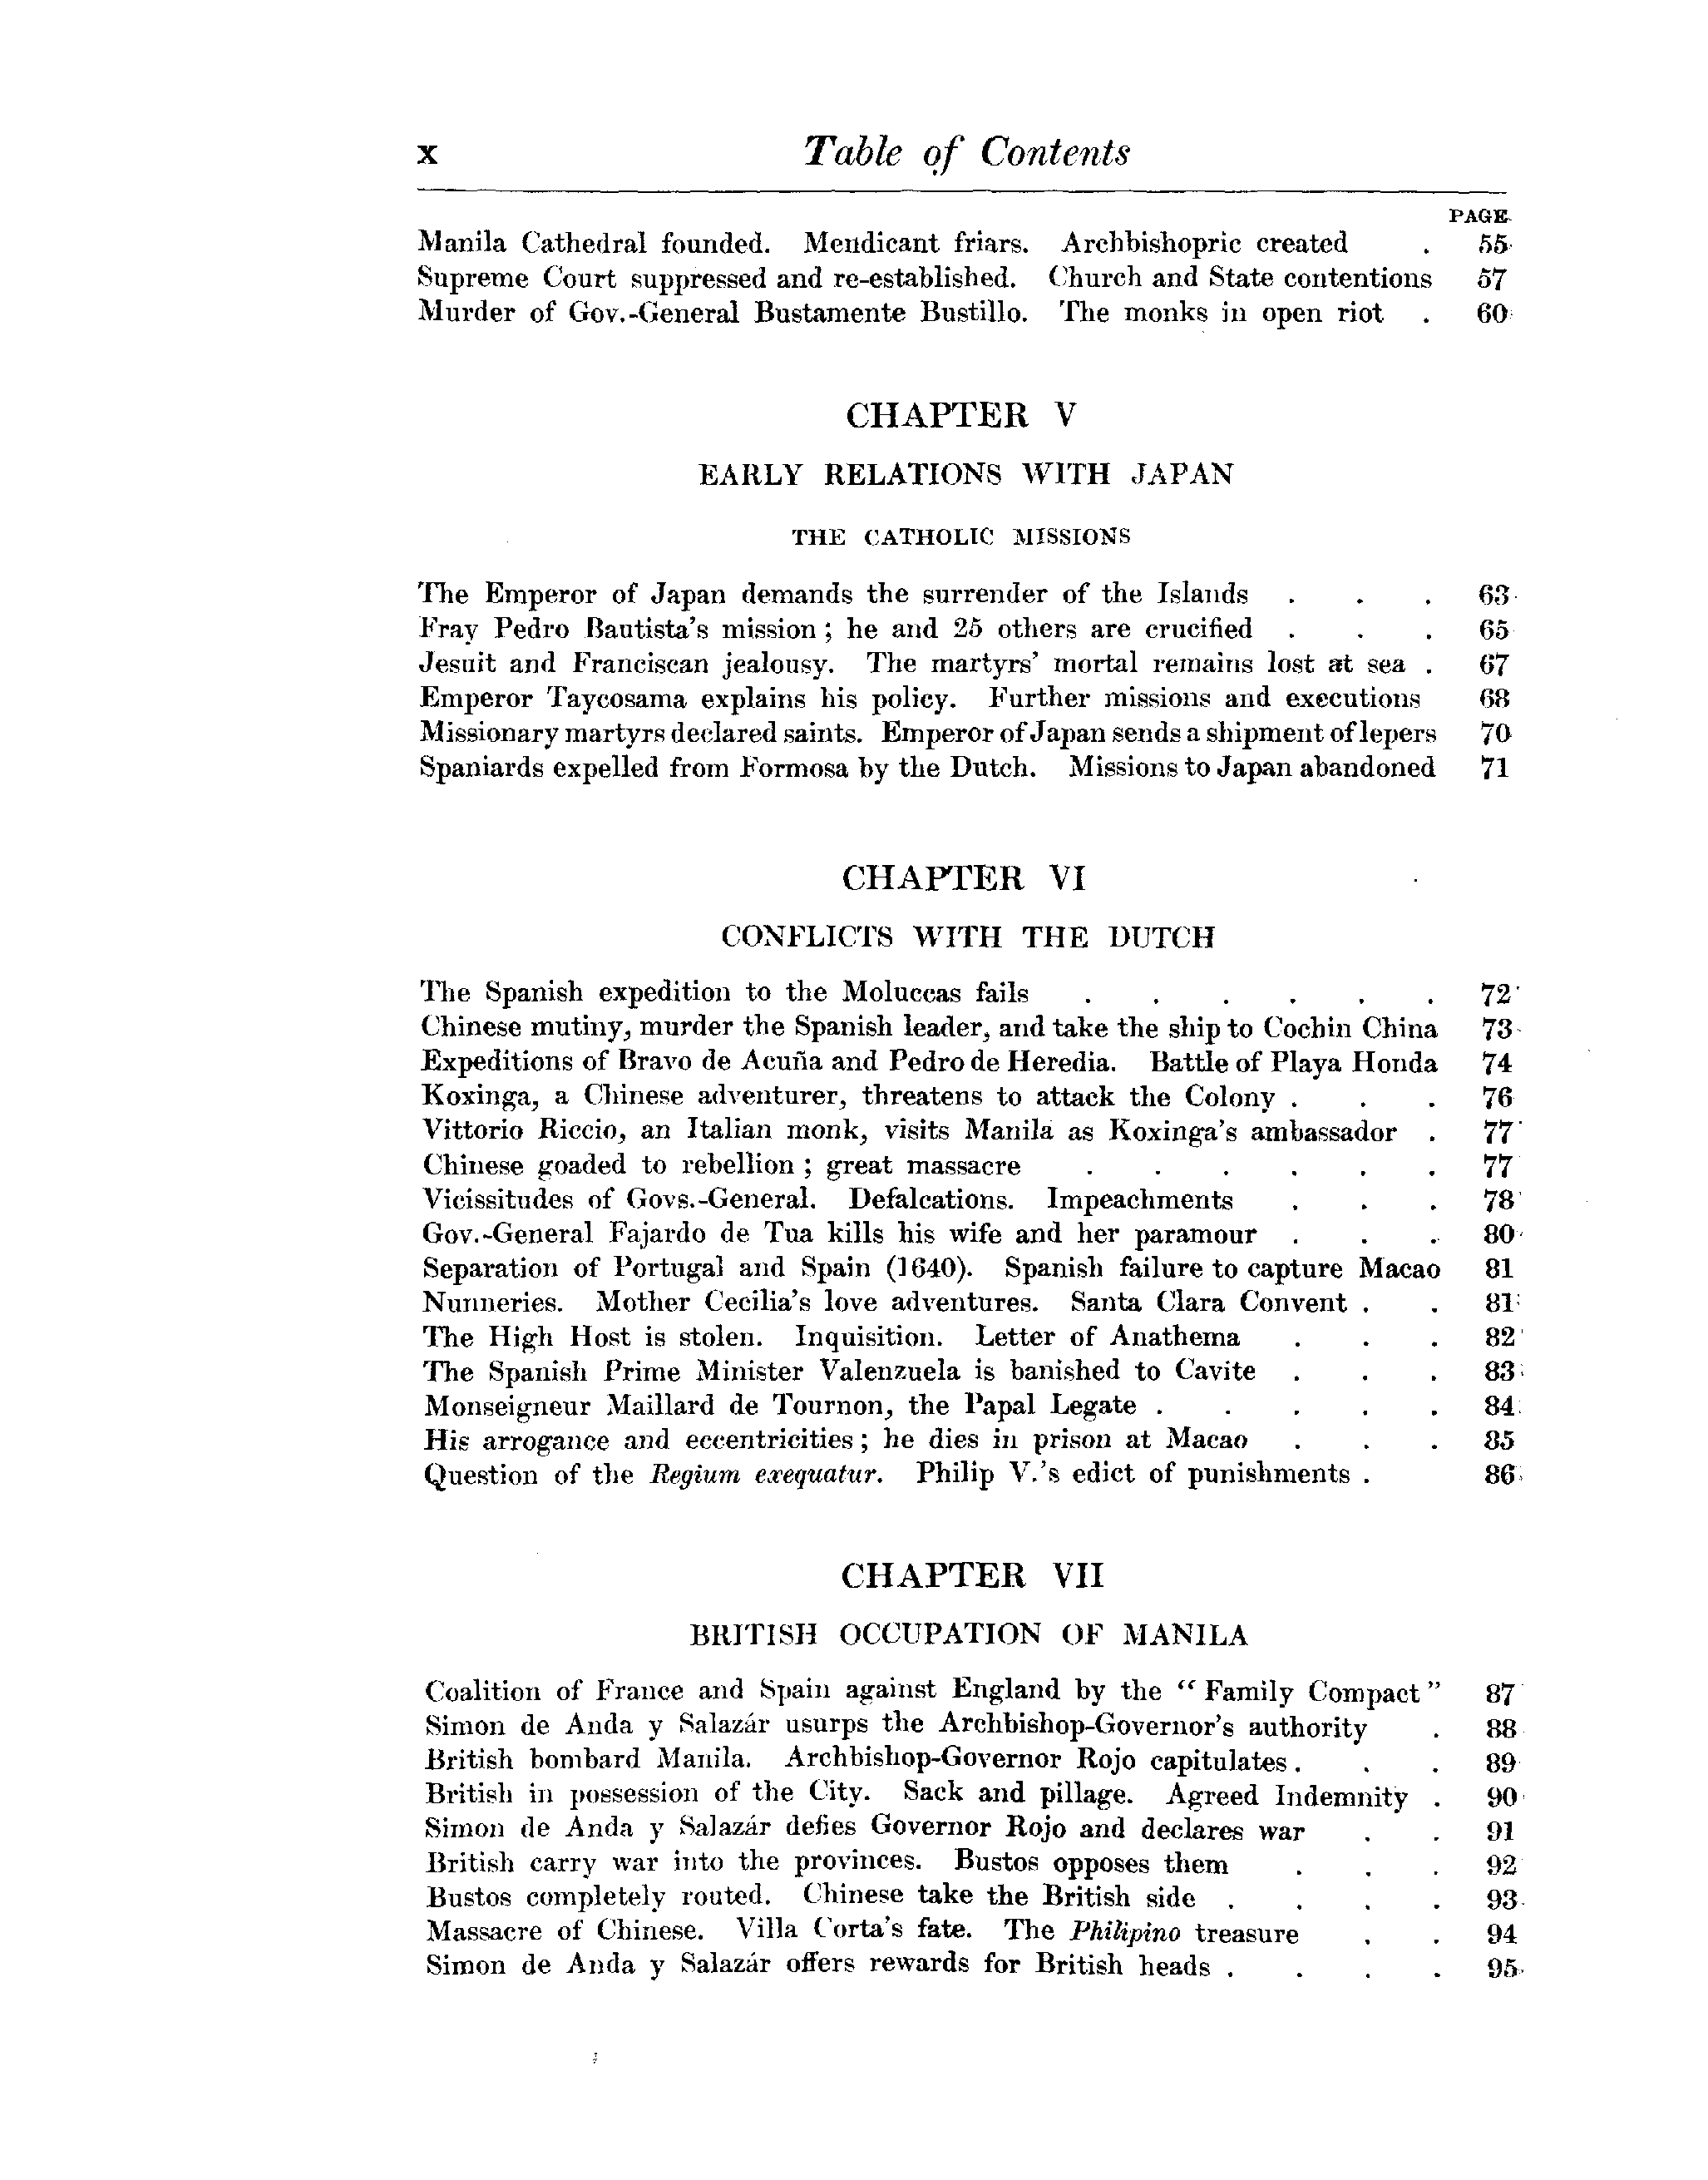 x Table of Contents
PAGE
Manila Cathedral founded. Mendicant friars. Archbishopric created . 55
Supreme Court suppressed and re-established. Church and State contentions 57
Murder of Gov.-General Bustamente Bustillo. The monks in open riot . 60
CHAPTER V
EARLY RELATIONS WITH JAPAN
THE CATHOLIC MISSIONS
The Emperor of Japan demands the surrender of the Islands . . . 63
Fray Pedro Bautista's mission; he and 25 others are crucified . . . 65
Jesuit and Franciscan jealousy. The martyrs' mortal remains lost at sea . 67
Emperor Taycosama explains his policy. Further missions and executions 68
Missionary martyrs declared saints. Emperor of Japan sends a shipment of lepers 70
Spaniards expelled from Formosa by the Dutch. Missions to Japan abandoned 71
CHAPTER VI
CONFLICTS WITH THE DUTCH
The Spanish expedition to the Moluccas fails . . . . . . 72
Chinese mutiny, murder the Spanish leader, and take the ship to Cochin China 73
Expeditions of Bravo de Acuña and Pedro de Heredia. Battle of Playa Honda 74
Koxinga, a Chinese adventurer, threatens to attack the Colony . . . 76
Vittorio Riccio, an Italian monk, visits Manila as Koxinga's ambassador . 77
Chinese goaded to rebellion; great massacre . . . . . . 77
Vicissitudes of Govs.-General. Defalcations. Impeachments . . . 78
Gov.-General Fajardo de Tua kills his wife and her paramour . . . 80
Separation of Portugal and Spain (1640). Spanish failure to capture Macao 81
Nunneries. Mother Cecilia's love adventures. Santa Clara Convent . . 81
The High Host is stolen. Inquisition. Letter of Anathema . . . 82
The Spanish Prime Minister Valenzuela is banished to Cavite . . . 83
Monseigneur Maillard de Tournon, the Papal Legate . . . . . 84
His arrogance and eccentricities; he dies in prison at Macao . . . 85
Question of the Regium exequatur. Philip V.'s edict of punishments . 86
CHAPTER VII
BRITISH OCCUPATION OF MANILA
Coalition of France and Spain against England by the "Family Compact" 87
Simon de Anda y Salazár usurps the Archbishop-Governor's authority . 88
British bombard Manila. Archbishop-Governor Rojo capitulates . . . 89
British in possession of the City. Sack and pillage. Agreed Indemnity . 90
Simon de Anda y Salazár defies Governor Rojo and declares war . . 91
British carry war into the provinces. Bustos opposes them . . . 92
Bustos completely routed. Chinese take the British side . . . . 93
Massacre of Chinese. Villa Corta's fate. The Philipino treasure . . 94
Simon de Anda y Salazár offers rewards for British heads . . . . 95